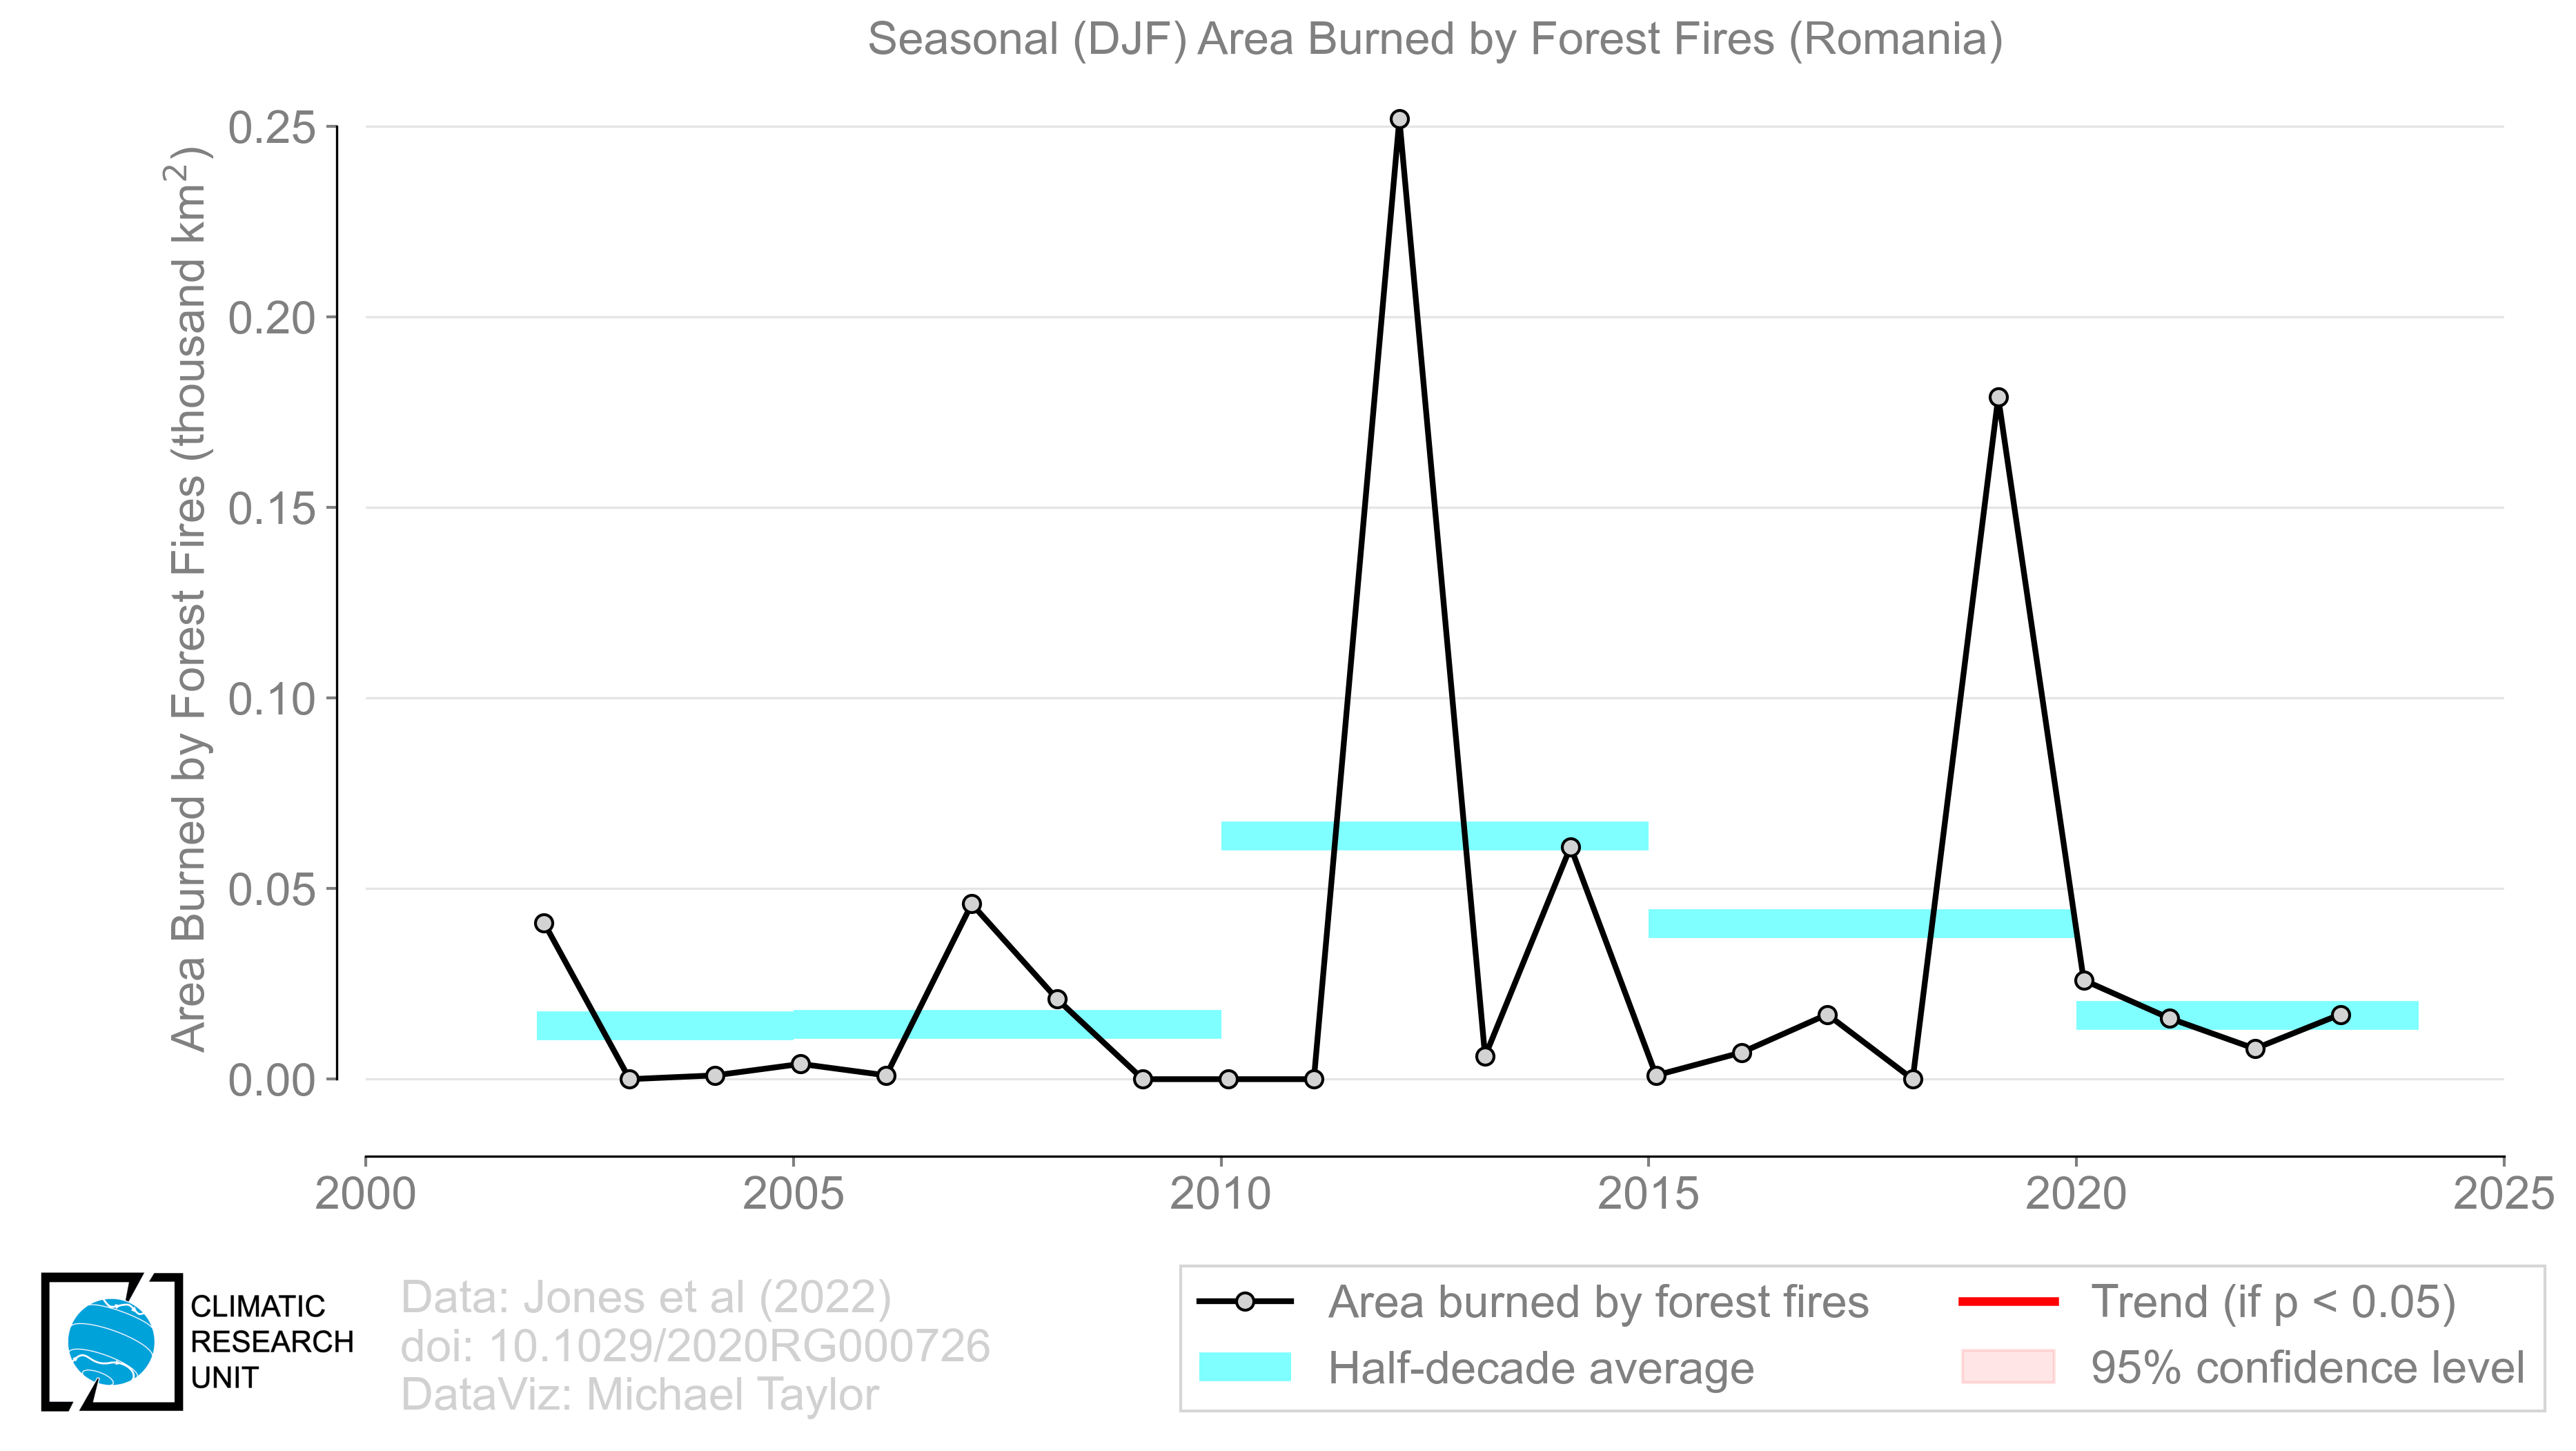 Seasonal (DJF) Area Burned by Forest Fires (Romania)
Area Burned by Forest Fires (thousand km²)
0.25
0.20
0.15
0.10
0.05
0.00
2000 2005 2010 2015 2020 2025
CLIMATIC
RESEARCH
UNIT
Data: Jones et al (2022)
doi: 10.1029/2020RG000726
DataViz: Michael Taylor
Area burned by forest fires
Half-decade average
Trend (if p < 0.05)
95% confidence level